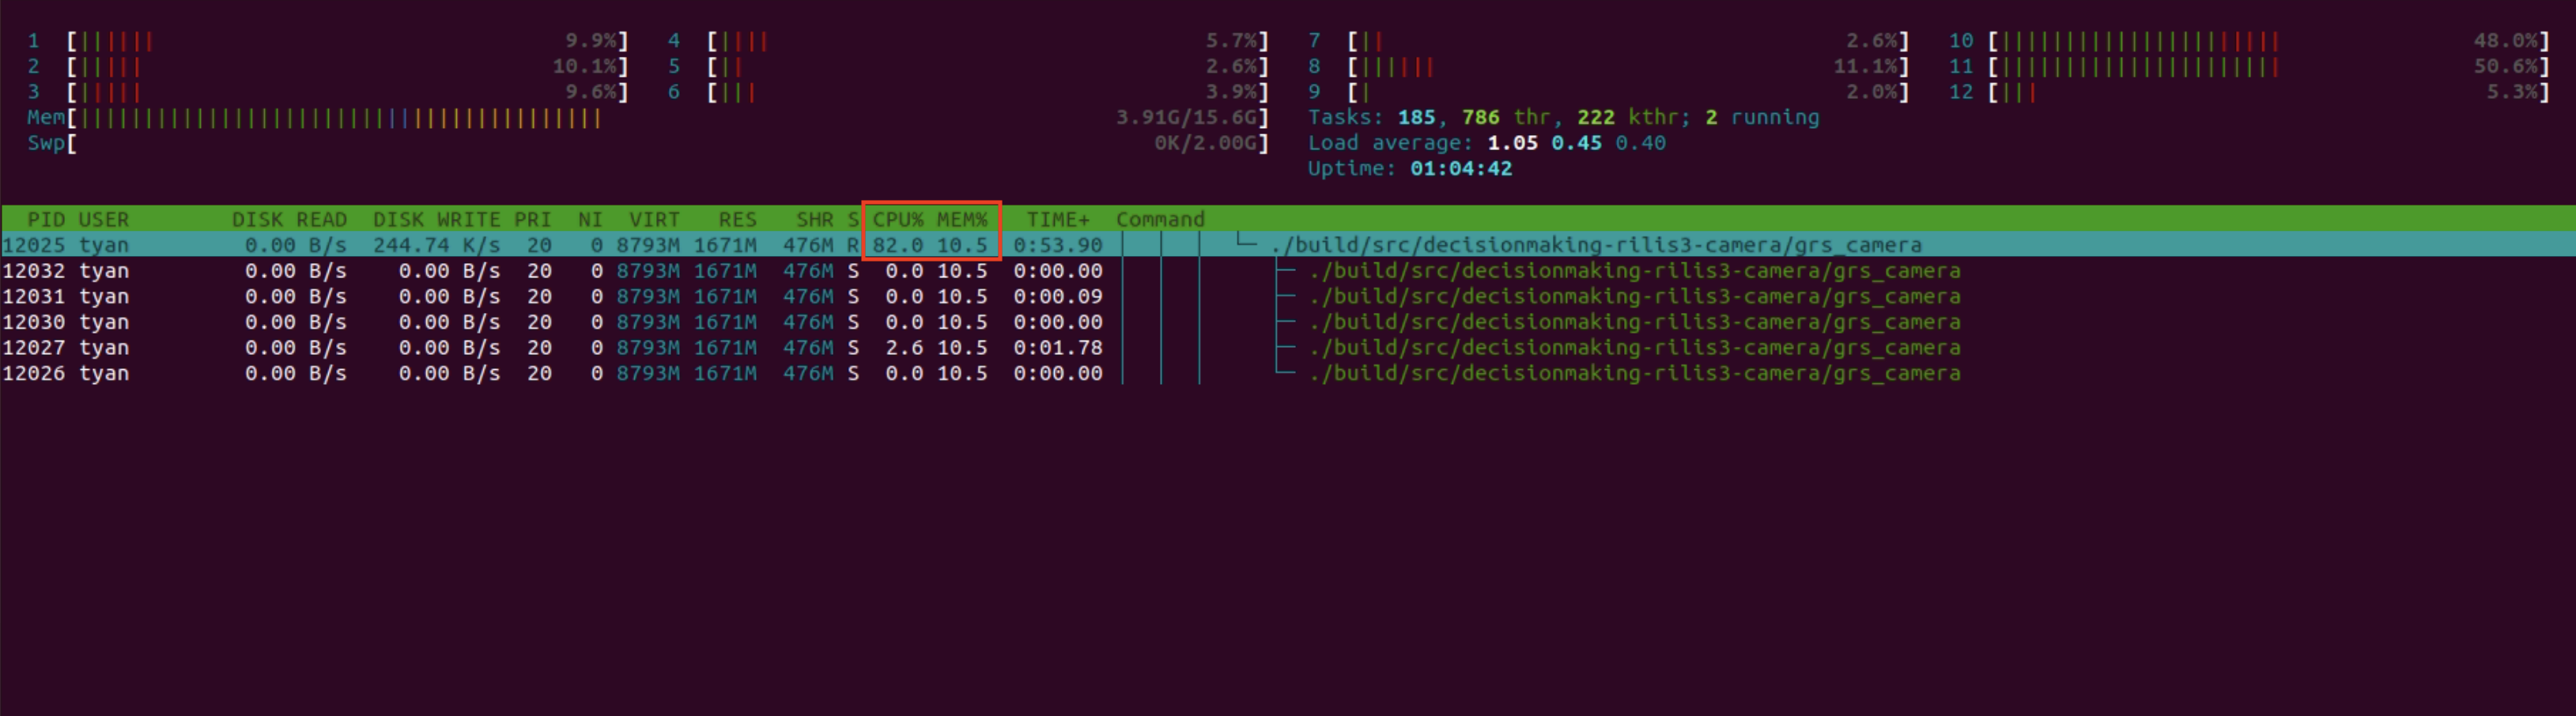 1 [||||||| 9.9%] 4 [||||| 5.7%] 7 [|| 2.6%] 10 [|||||||||||||||||||||| 48.0%]
2 [||||| 10.1%] 5 [|| 2.6%] 8 [|||||| 11.1%] 11 [|||||||||||||||||||||| 50.6%]
3 [||||| 9.6%] 6 [||| 3.9%] 9 [| 2.0%] 12 [||| 5.3%]
Mem[||||||||||||||||||||||||||||||||||||||||| 3.91G/15.6G] Tasks: 185, 786 thr, 222 kthr; 2 running
Swp[ 0K/2.00G] Load average: 1.05 0.45 0.40
Uptime: 01:04:42
PID USER DISK READ DISK WRITE PRI NI VIRT RES SHR S CPU% MEM% TIME+ Command
12025 tyan 0.00 B/s 244.74 K/s 20 0 8793M 1671M 476M R 82.0 10.5 0:53.90 │ │ │ └─ ./build/src/decisionmaking-rilis3-camera/grs_camera
12032 tyan 0.00 B/s 0.00 B/s 20 0 8793M 1671M 476M S 0.0 10.5 0:00.00 │ │ │ ├─ ./build/src/decisionmaking-rilis3-camera/grs_camera
12031 tyan 0.00 B/s 0.00 B/s 20 0 8793M 1671M 476M S 0.0 10.5 0:00.09 │ │ │ ├─ ./build/src/decisionmaking-rilis3-camera/grs_camera
12030 tyan 0.00 B/s 0.00 B/s 20 0 8793M 1671M 476M S 0.0 10.5 0:00.00 │ │ │ ├─ ./build/src/decisionmaking-rilis3-camera/grs_camera
12027 tyan 0.00 B/s 0.00 B/s 20 0 8793M 1671M 476M S 2.6 10.5 0:01.78 │ │ │ ├─ ./build/src/decisionmaking-rilis3-camera/grs_camera
12026 tyan 0.00 B/s 0.00 B/s 20 0 8793M 1671M 476M S 0.0 10.5 0:00.00 │ │ │ └─ ./build/src/decisionmaking-rilis3-camera/grs_camera